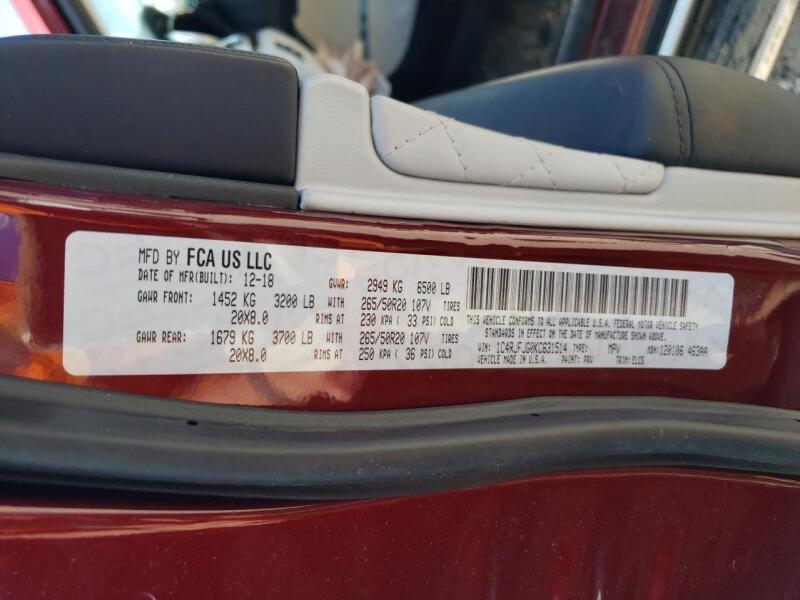 MFD BY FCA US LLC
DATE OF MFR(BUILT): 12-18 GVWR: 2949 KG 6500 LB
GAWR FRONT: 1452 KG 3200 LB WITH 265/50R20 107V TIRES
20X8.0 RIMS AT 230 KPA ( 33 PSI) COLD
GAWR REAR: 1679 KG 3700 LB WITH 265/50R20 107V TIRES
20X8.0 RIMS AT 250 KPA ( 36 PSI) COLD
THIS VEHICLE CONFORMS TO ALL APPLICABLE U.S.A. FEDERAL MOTOR VEHICLE SAFETY
STANDARDS IN EFFECT ON THE DATE OF MANUFACTURE SHOWN ABOVE.
VIN: 1C4RJFJG0KC631514 TYPE: MPV MDH: 120106 463AA
VEHICLE MADE IN U.S.A. PAINT: PRV TRIM: ELCS